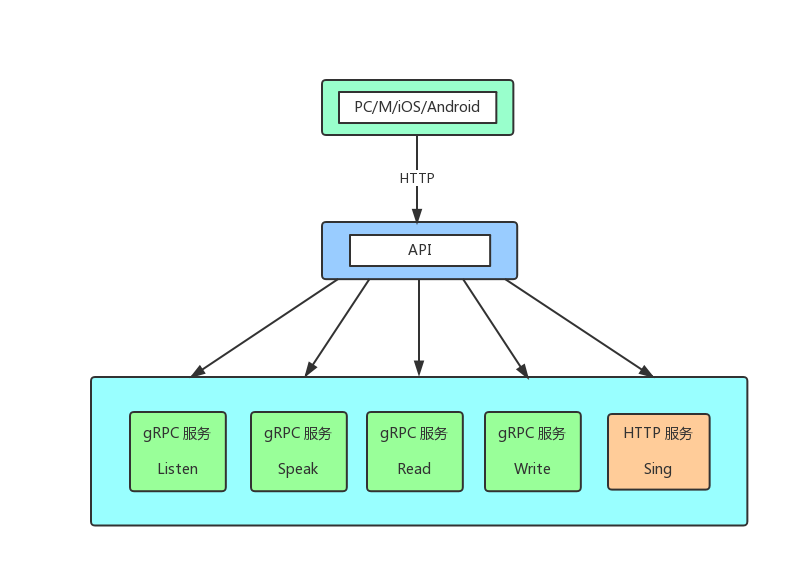 PC/M/iOS/Android
HTTP
API
gRPC 服务
Listen
gRPC 服务
Speak
gRPC 服务
Read
gRPC 服务
Write
HTTP 服务
Sing